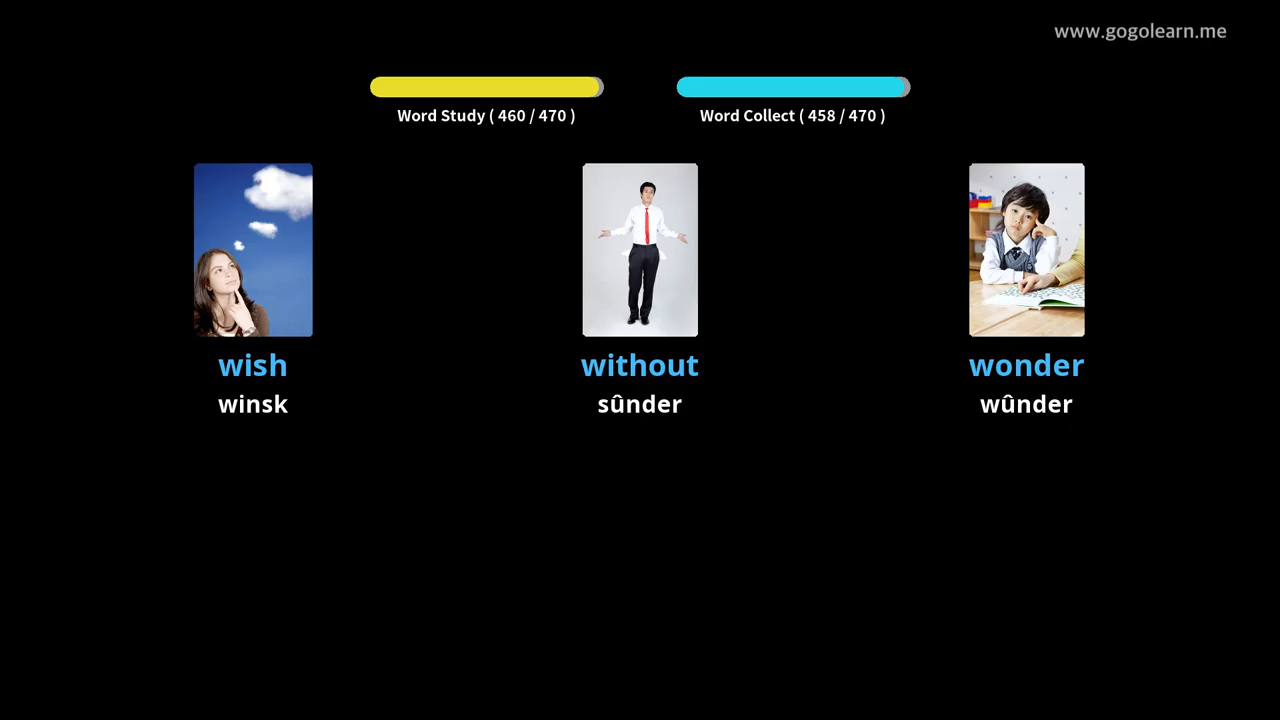 www.gogolearn.me
Word Study ( 460 / 470 )
Word Collect ( 458 / 470 )
wish
without
wonder
winsk
sûnder
wûnder